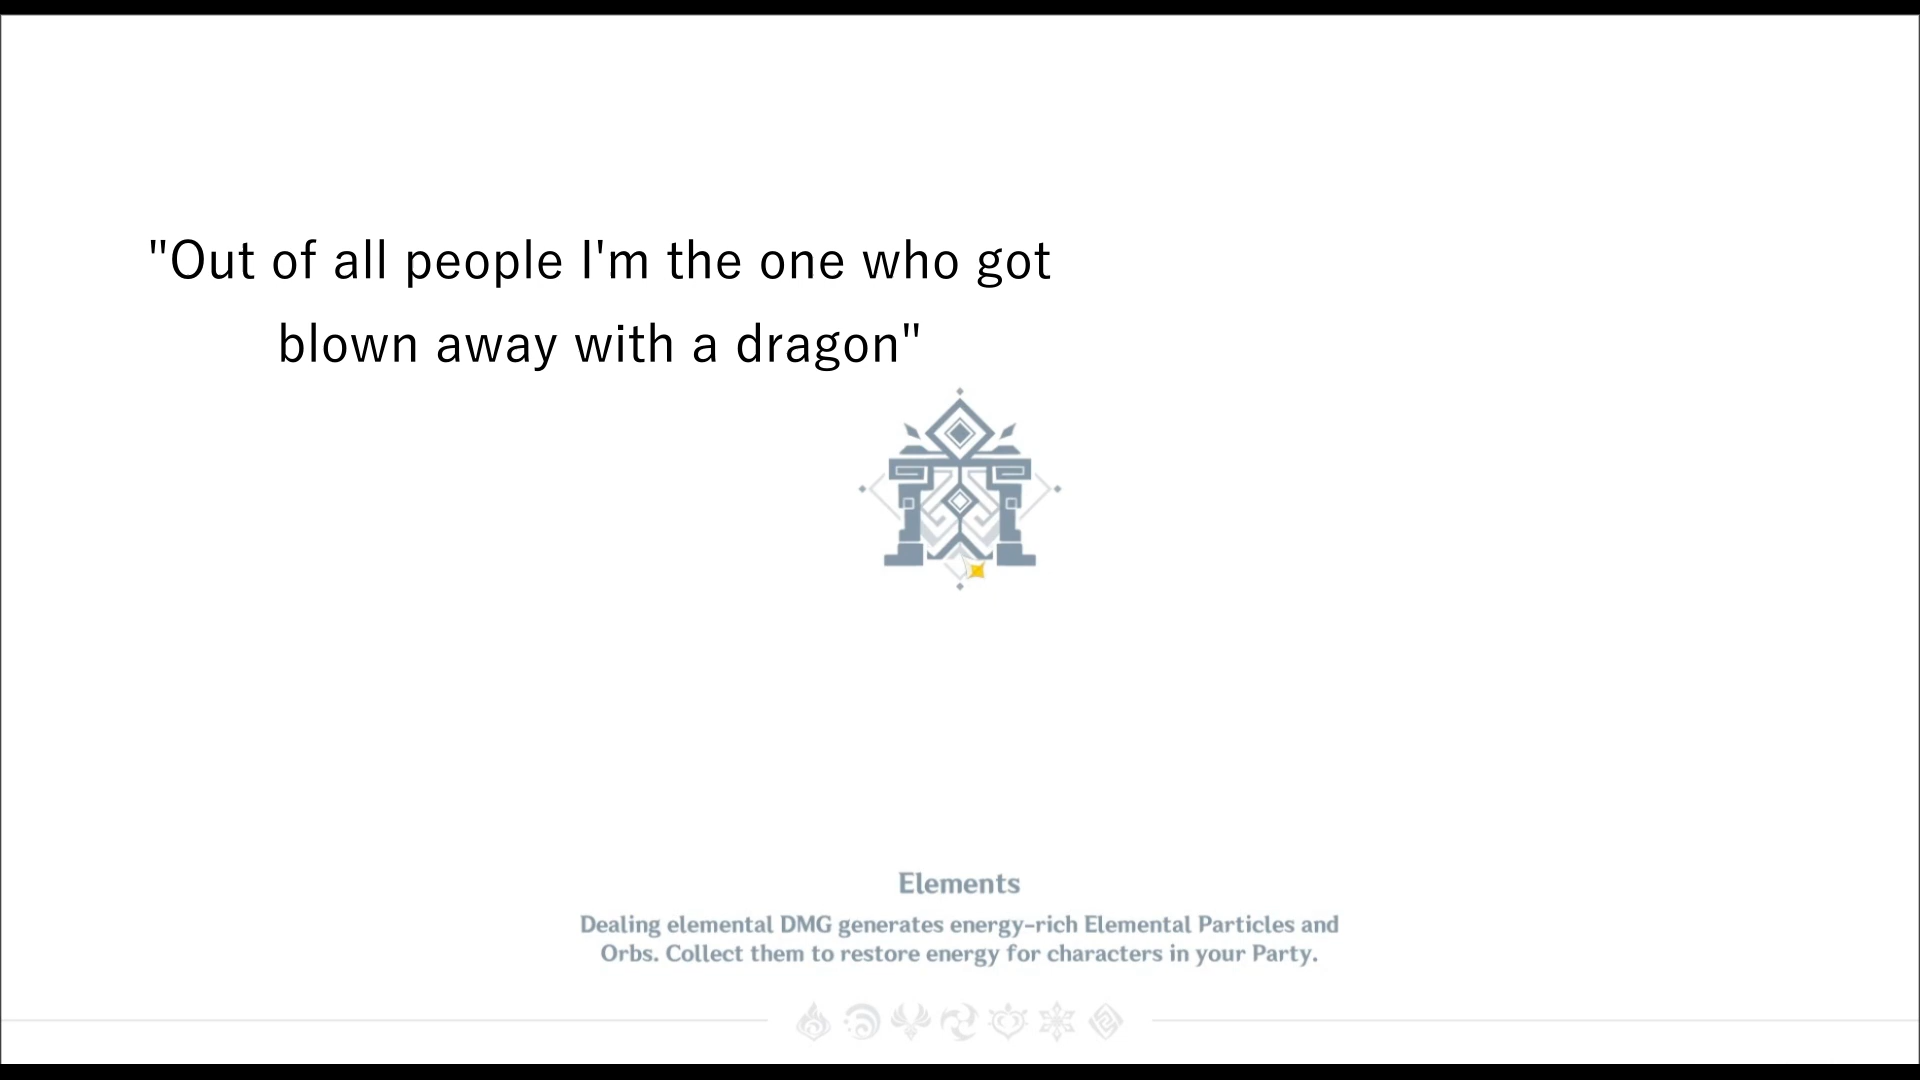 "Out of all people I'm the one who got
blown away with a dragon"
Elements
Dealing elemental DMG generates energy-rich Elemental Particles and
Orbs. Collect them to restore energy for characters in your Party.